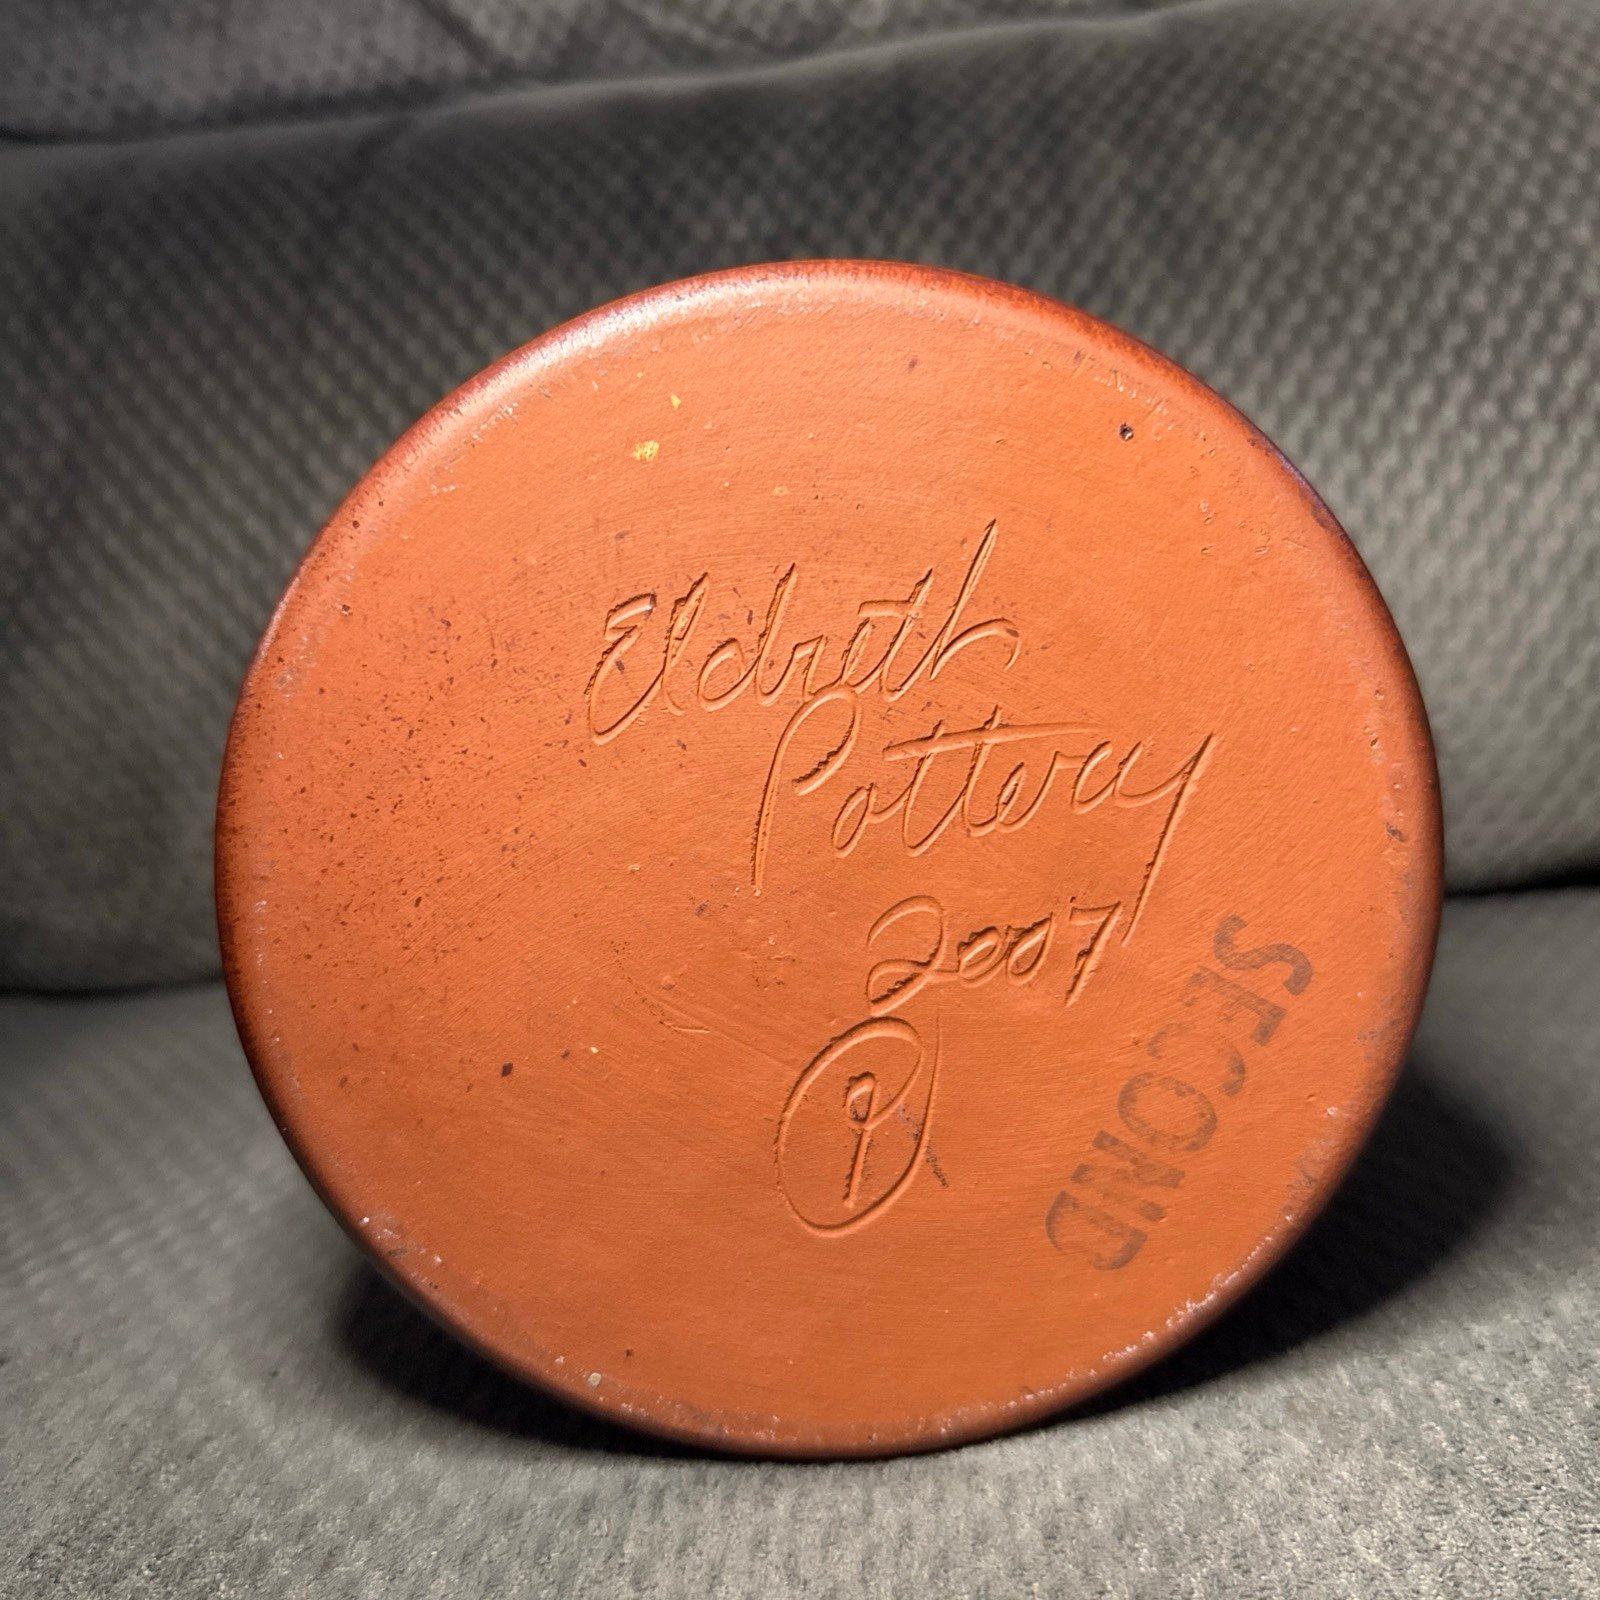 Eldreth
Pottery
2007
SECOND